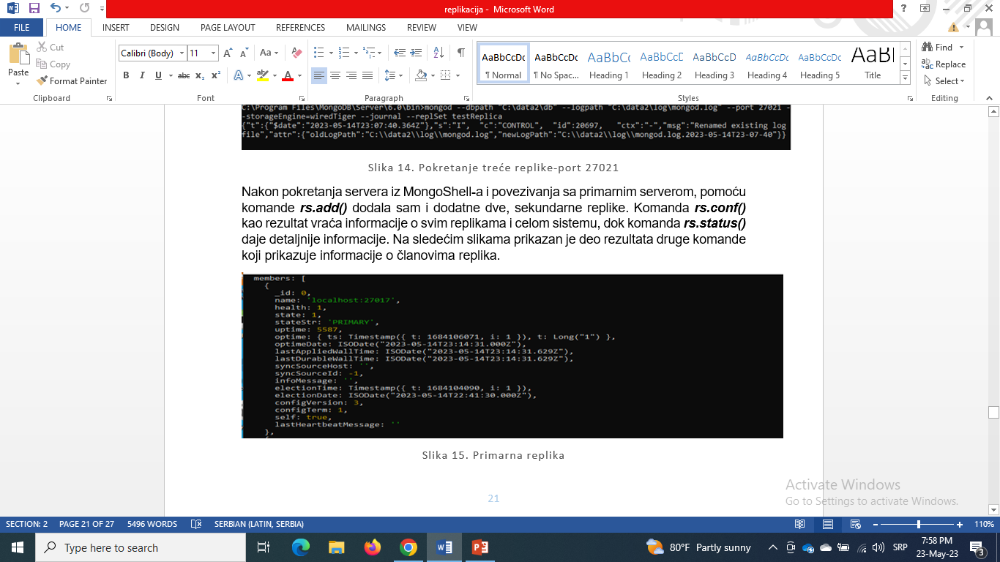 replikacija - Microsoft Word
FILE HOME INSERT DESIGN PAGE LAYOUT REFERENCES MAILINGS REVIEW VIEW
Paste
Cut
Copy
Format Painter
Clipboard
Calibri (Body) 11
Font
Paragraph
AaBbCcDc AaBbCcDc AaBbCc AaBbCcE AaBbCcD AaBbCcDc AaBbCcDc AaB
¶ Normal ¶ No Spac... Heading 1 Heading 2 Heading 3 Heading 4 Heading 5 Title
Styles
Find
Replace
Select
Editing
C:\Program Files\MongoDB\Server\6.0\bin>mongod --dbpath "C:\data2\db" --logpath "C:\data2\log\mongod.log" --port 27021 -
-storageEngine=wiredTiger --journal --replSet testReplica
{"t":{"$date":"2023-05-14T23:07:40.364Z"},"s":"I", "c":"CONTROL", "id":20697, "ctx":"-","msg":"Renamed existing log
file","attr":{"oldLogPath":"C:\\data2\\log\\mongod.log","newLogPath":"C:\\data2\\log\\mongod.log.2023-05-14T23-07-40"}}
Slika 14. Pokretanje treće replike-port 27021
Nakon pokretanja servera iz MongoShell-a i povezivanja sa primarnim serverom, pomoću
komande rs.add() dodala sam i dodatne dve, sekundarne replike. Komanda rs.conf()
kao rezultat vraća informacije o svim replikama i celom sistemu, dok komanda rs.status()
daje detaljnije informacije. Na sledećim slikama prikazan je deo rezultata druge komande
koji prikazuje informacije o članovima replika.
members: [
{
_id: 0,
name: 'localhost:27017',
health: 1,
state: 1,
stateStr: 'PRIMARY',
uptime: 5587,
optime: { ts: Timestamp({ t: 1684106071, i: 1 }), t: Long("1") },
optimeDate: ISODate("2023-05-14T23:14:31.000Z"),
lastAppliedWallTime: ISODate("2023-05-14T23:14:31.629Z"),
lastDurableWallTime: ISODate("2023-05-14T23:14:31.629Z"),
syncSourceHost: '',
syncSourceId: -1,
infoMessage: '',
electionTime: Timestamp({ t: 1684104090, i: 1 }),
electionDate: ISODate("2023-05-14T22:41:30.000Z"),
configVersion: 3,
configTerm: 1,
self: true,
lastHeartbeatMessage: ''
},
Slika 15. Primarna replika
21
Activate Windows
Go to Settings to activate Windows.
SECTION: 2 PAGE 21 OF 27 5496 WORDS SERBIAN (LATIN, SERBIA) 110%
Type here to search
80°F Partly sunny
SRP
7:58 PM
23-May-23
3